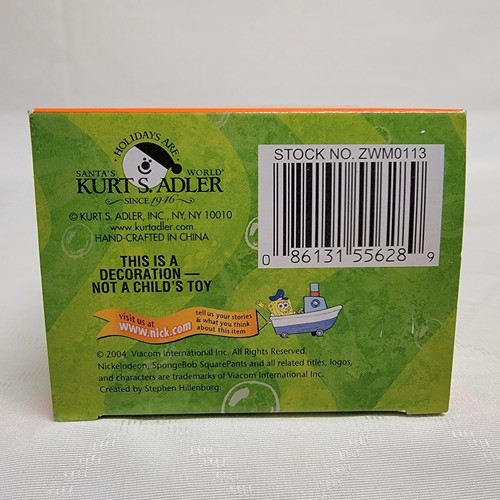 HOLIDAYS ARE
SANTA'S WORLD®
KURT S. ADLER
SINCE 1946
© KURT S. ADLER, INC., NY, NY 10010
www.kurtadler.com
HAND-CRAFTED IN CHINA
THIS IS A
DECORATION —
NOT A CHILD'S TOY
STOCK NO. ZWM0113
0 86131 55628 9
visit us at
www.nick.com
tell us your stories
& what you think
about this item
© 2004 Viacom International Inc. All Rights Reserved.
Nickelodeon, SpongeBob SquarePants and all related titles, logos,
and characters are trademarks of Viacom International Inc.
Created by Stephen Hillenburg.